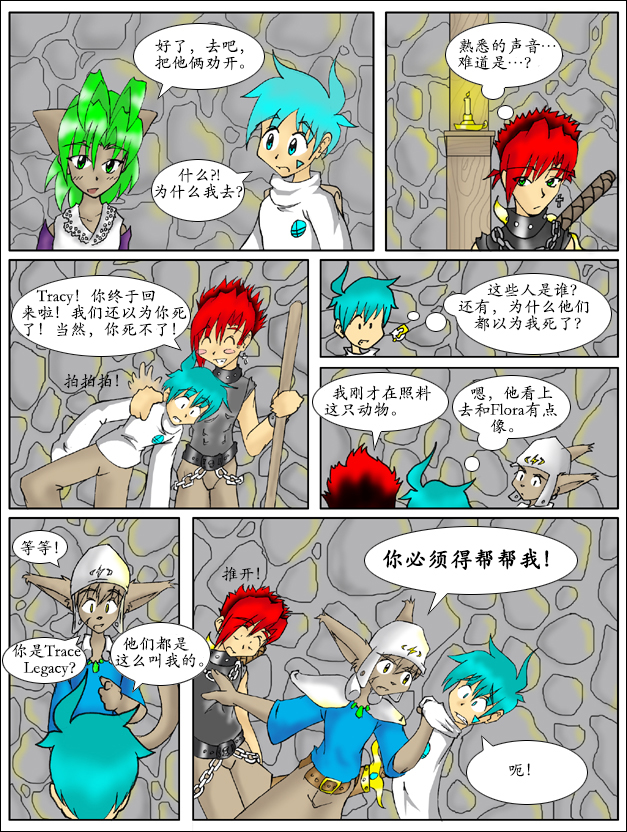 好了，去吧，
把他俩劝开。
什么?!
为什么我去?
熟悉的声音…
难道是…?
Tracy！你终于回
来啦！我们还以为你死
了！当然，你死不了！
拍拍拍！
这些人是谁?
还有，为什么他们
都以为我死了?
我刚才在照料
这只动物。
嗯，他看上
去和Flora有点
像。
等等！
你是Trace
Legacy?
他们都是
这么叫我的。
推开！
你必须得帮帮我！
呃！